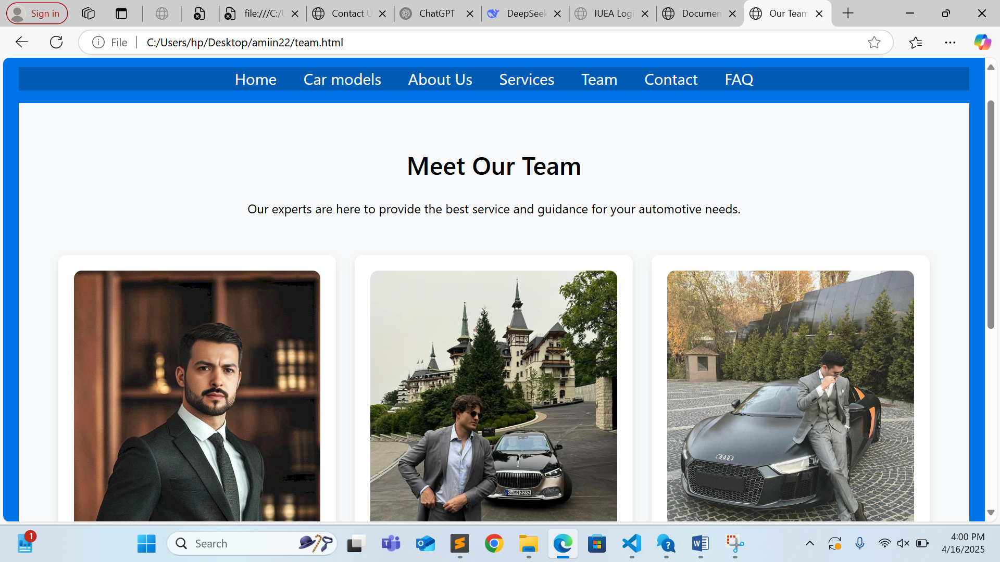 Sign in
file:///C:/U
Contact U
ChatGPT
DeepSeek
IUEA Logi
Documen
Our Team
File
C:/Users/hp/Desktop/amiin22/team.html
Home Car models About Us Services Team Contact FAQ
Meet Our Team
Our experts are here to provide the best service and guidance for your automotive needs.
S MM 2232
1
Search
4:00 PM
4/16/2025